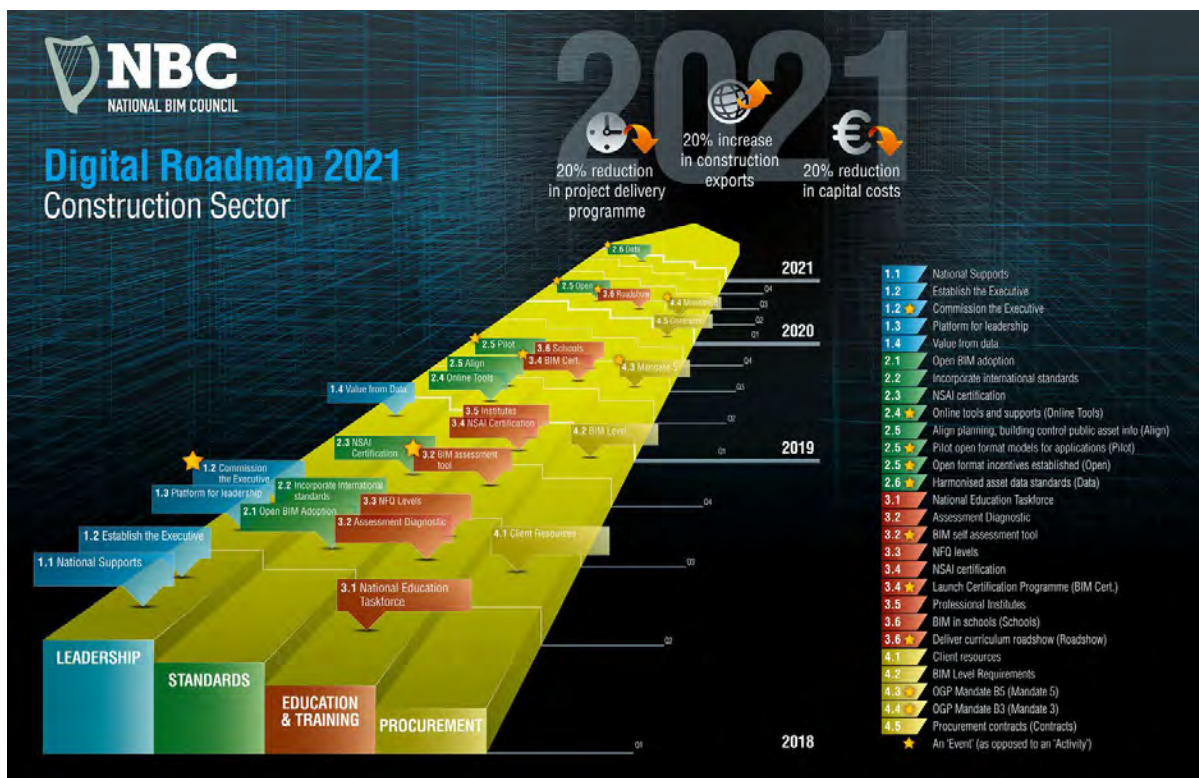 NBC
NATIONAL BIM COUNCIL
Digital Roadmap 2021
Construction Sector
2021
20% reduction
in project delivery
programme
20% increase
in construction
exports
20% reduction
in capital costs
2.6 Data
2021
2.5 Open
3.6 Roadshow
4.4 Mandate 3
Q4
Q3
4.5 Contracts
Q2
Q1
2020
2.5 Pilot
3.6 Schools
2.5 Align
3.4 BIM Cert.
4.3 Mandate 5
Q4
2.4 Online Tools
Q3
1.4 Value from Data
3.5 Institutes
3.4 NSAI Certification
Q2
4.2 BIM Level
Q1
2019
2.3 NSAI
Certification
3.2 BIM assessment
tool
1.2 Commission
the Executive
1.3 Platform for leadership
2.2 Incorporate International
standards
2.1 Open BIM Adoption
3.3 NFQ Levels
Q4
3.2 Assessment Diagnostic
1.2 Establish the Executive
4.1 Client Resources
1.1 National Supports
Q3
3.1 National Education
Taskforce
Q2
LEADERSHIP
STANDARDS
EDUCATION
& TRAINING
PROCUREMENT
Q1
2018
1.1 National Supports
1.2 Establish the Executive
1.2 Commission the Executive
1.3 Platform for leadership
1.4 Value from data
2.1 Open BIM adoption
2.2 Incorporate international standards
2.3 NSAI certification
2.4 Online tools and supports (Online Tools)
2.5 Align planning, building control public asset info (Align)
2.5 Pilot open format models for applications (Pilot)
2.5 Open format incentives established (Open)
2.6 Harmonised asset data standards (Data)
3.1 National Education Taskforce
3.2 Assessment Diagnostic
3.2 BIM self assessment tool
3.3 NFQ levels
3.4 NSAI certification
3.4 Launch Certification Programme (BIM Cert.)
3.5 Professional Institutes
3.6 BIM in schools (Schools)
3.6 Deliver curriculum roadshow (Roadshow)
4.1 Client resources
4.2 BIM Level Requirements
4.3 OGP Mandate B5 (Mandate 5)
4.4 OGP Mandate B3 (Mandate 3)
4.5 Procurement contracts (Contracts)
An 'Event' (as opposed to an 'Activity')